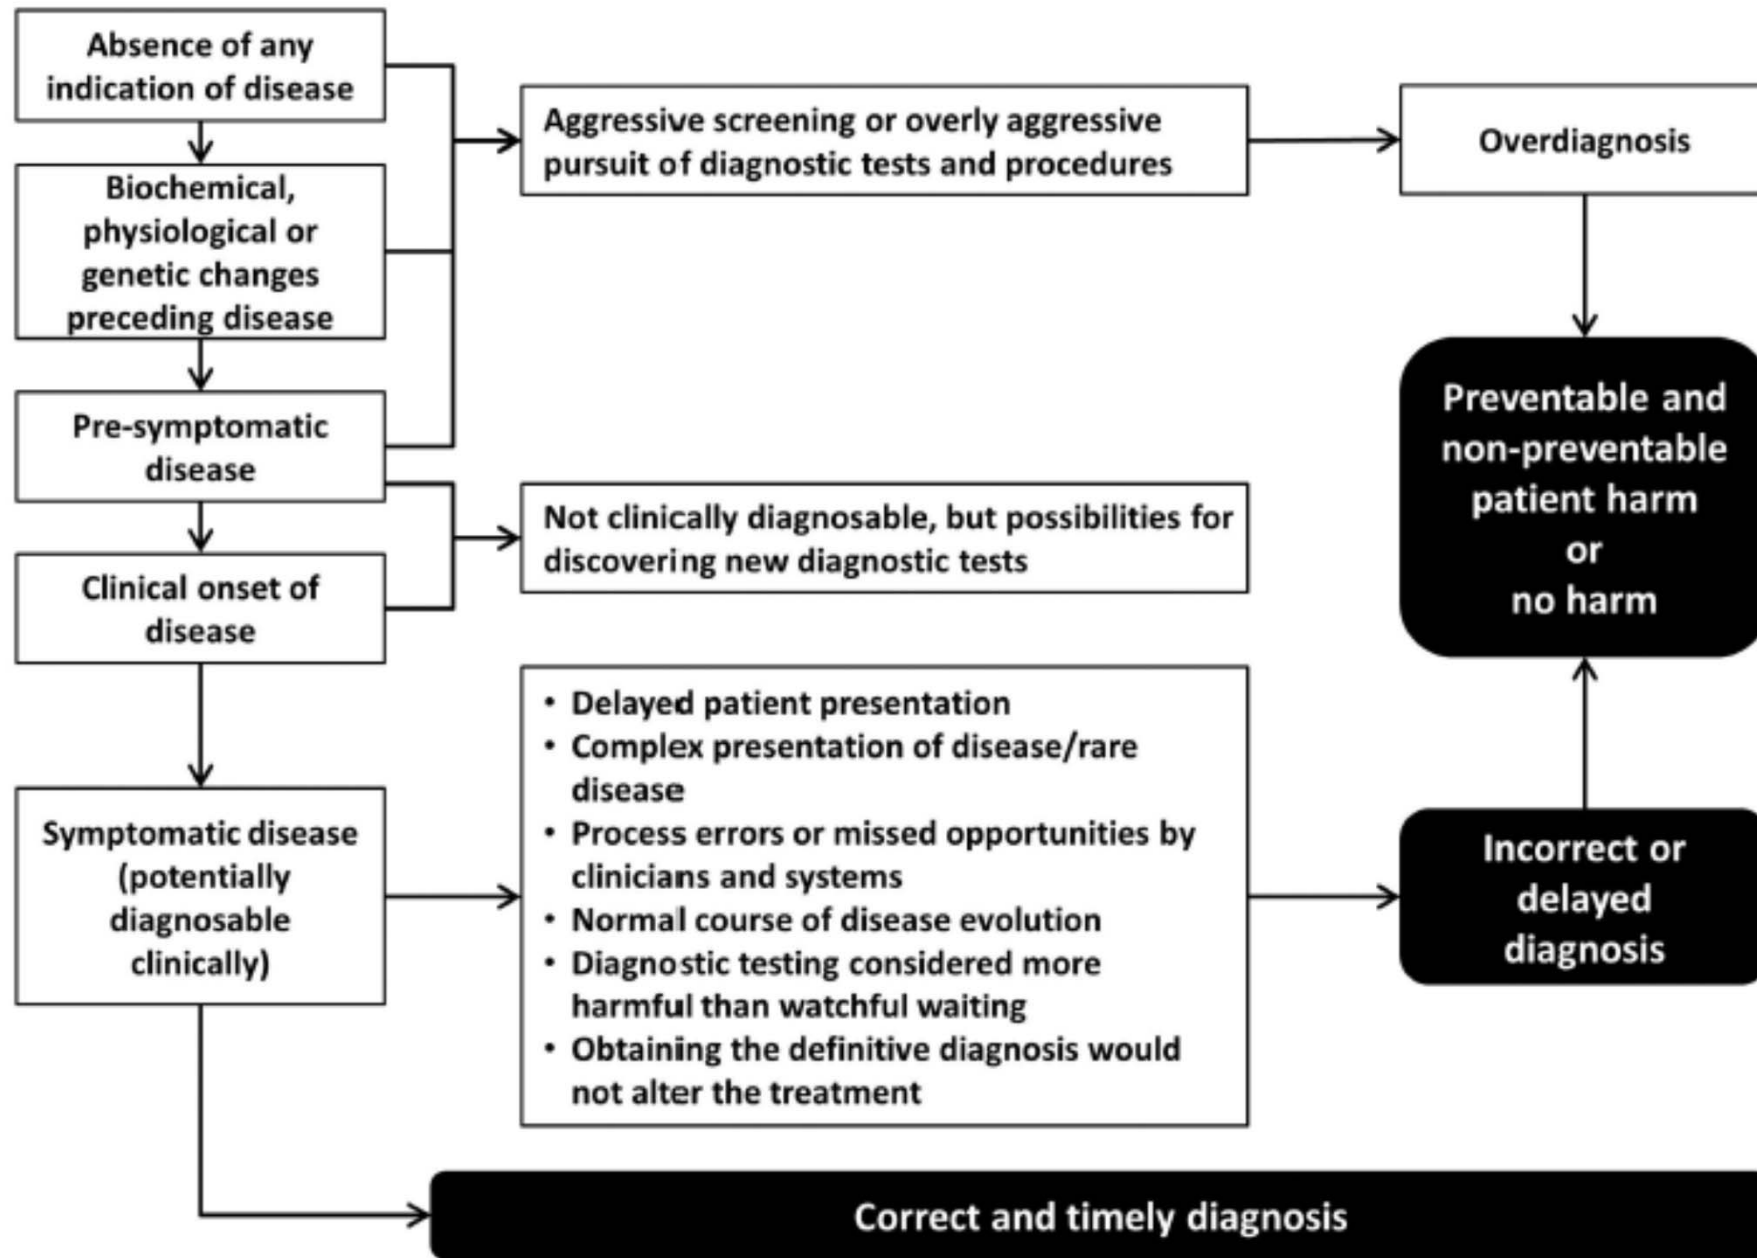 Absence of any
indication of disease
Biochemical,
physiological or
genetic changes
preceding disease
Pre-symptomatic
disease
Clinical onset of
disease
Symptomatic disease
(potentially
diagnosable
clinically)
Aggressive screening or overly aggressive
pursuit of diagnostic tests and procedures
Not clinically diagnosable, but possibilities for
discovering new diagnostic tests
• Delayed patient presentation
• Complex presentation of disease/rare
disease
• Process errors or missed opportunities by
clinicians and systems
• Normal course of disease evolution
• Diagnostic testing considered more
harmful than watchful waiting
• Obtaining the definitive diagnosis would
not alter the treatment
Overdiagnosis
Preventable and
non-preventable
patient harm
or
no harm
Incorrect or
delayed
diagnosis
Correct and timely diagnosis